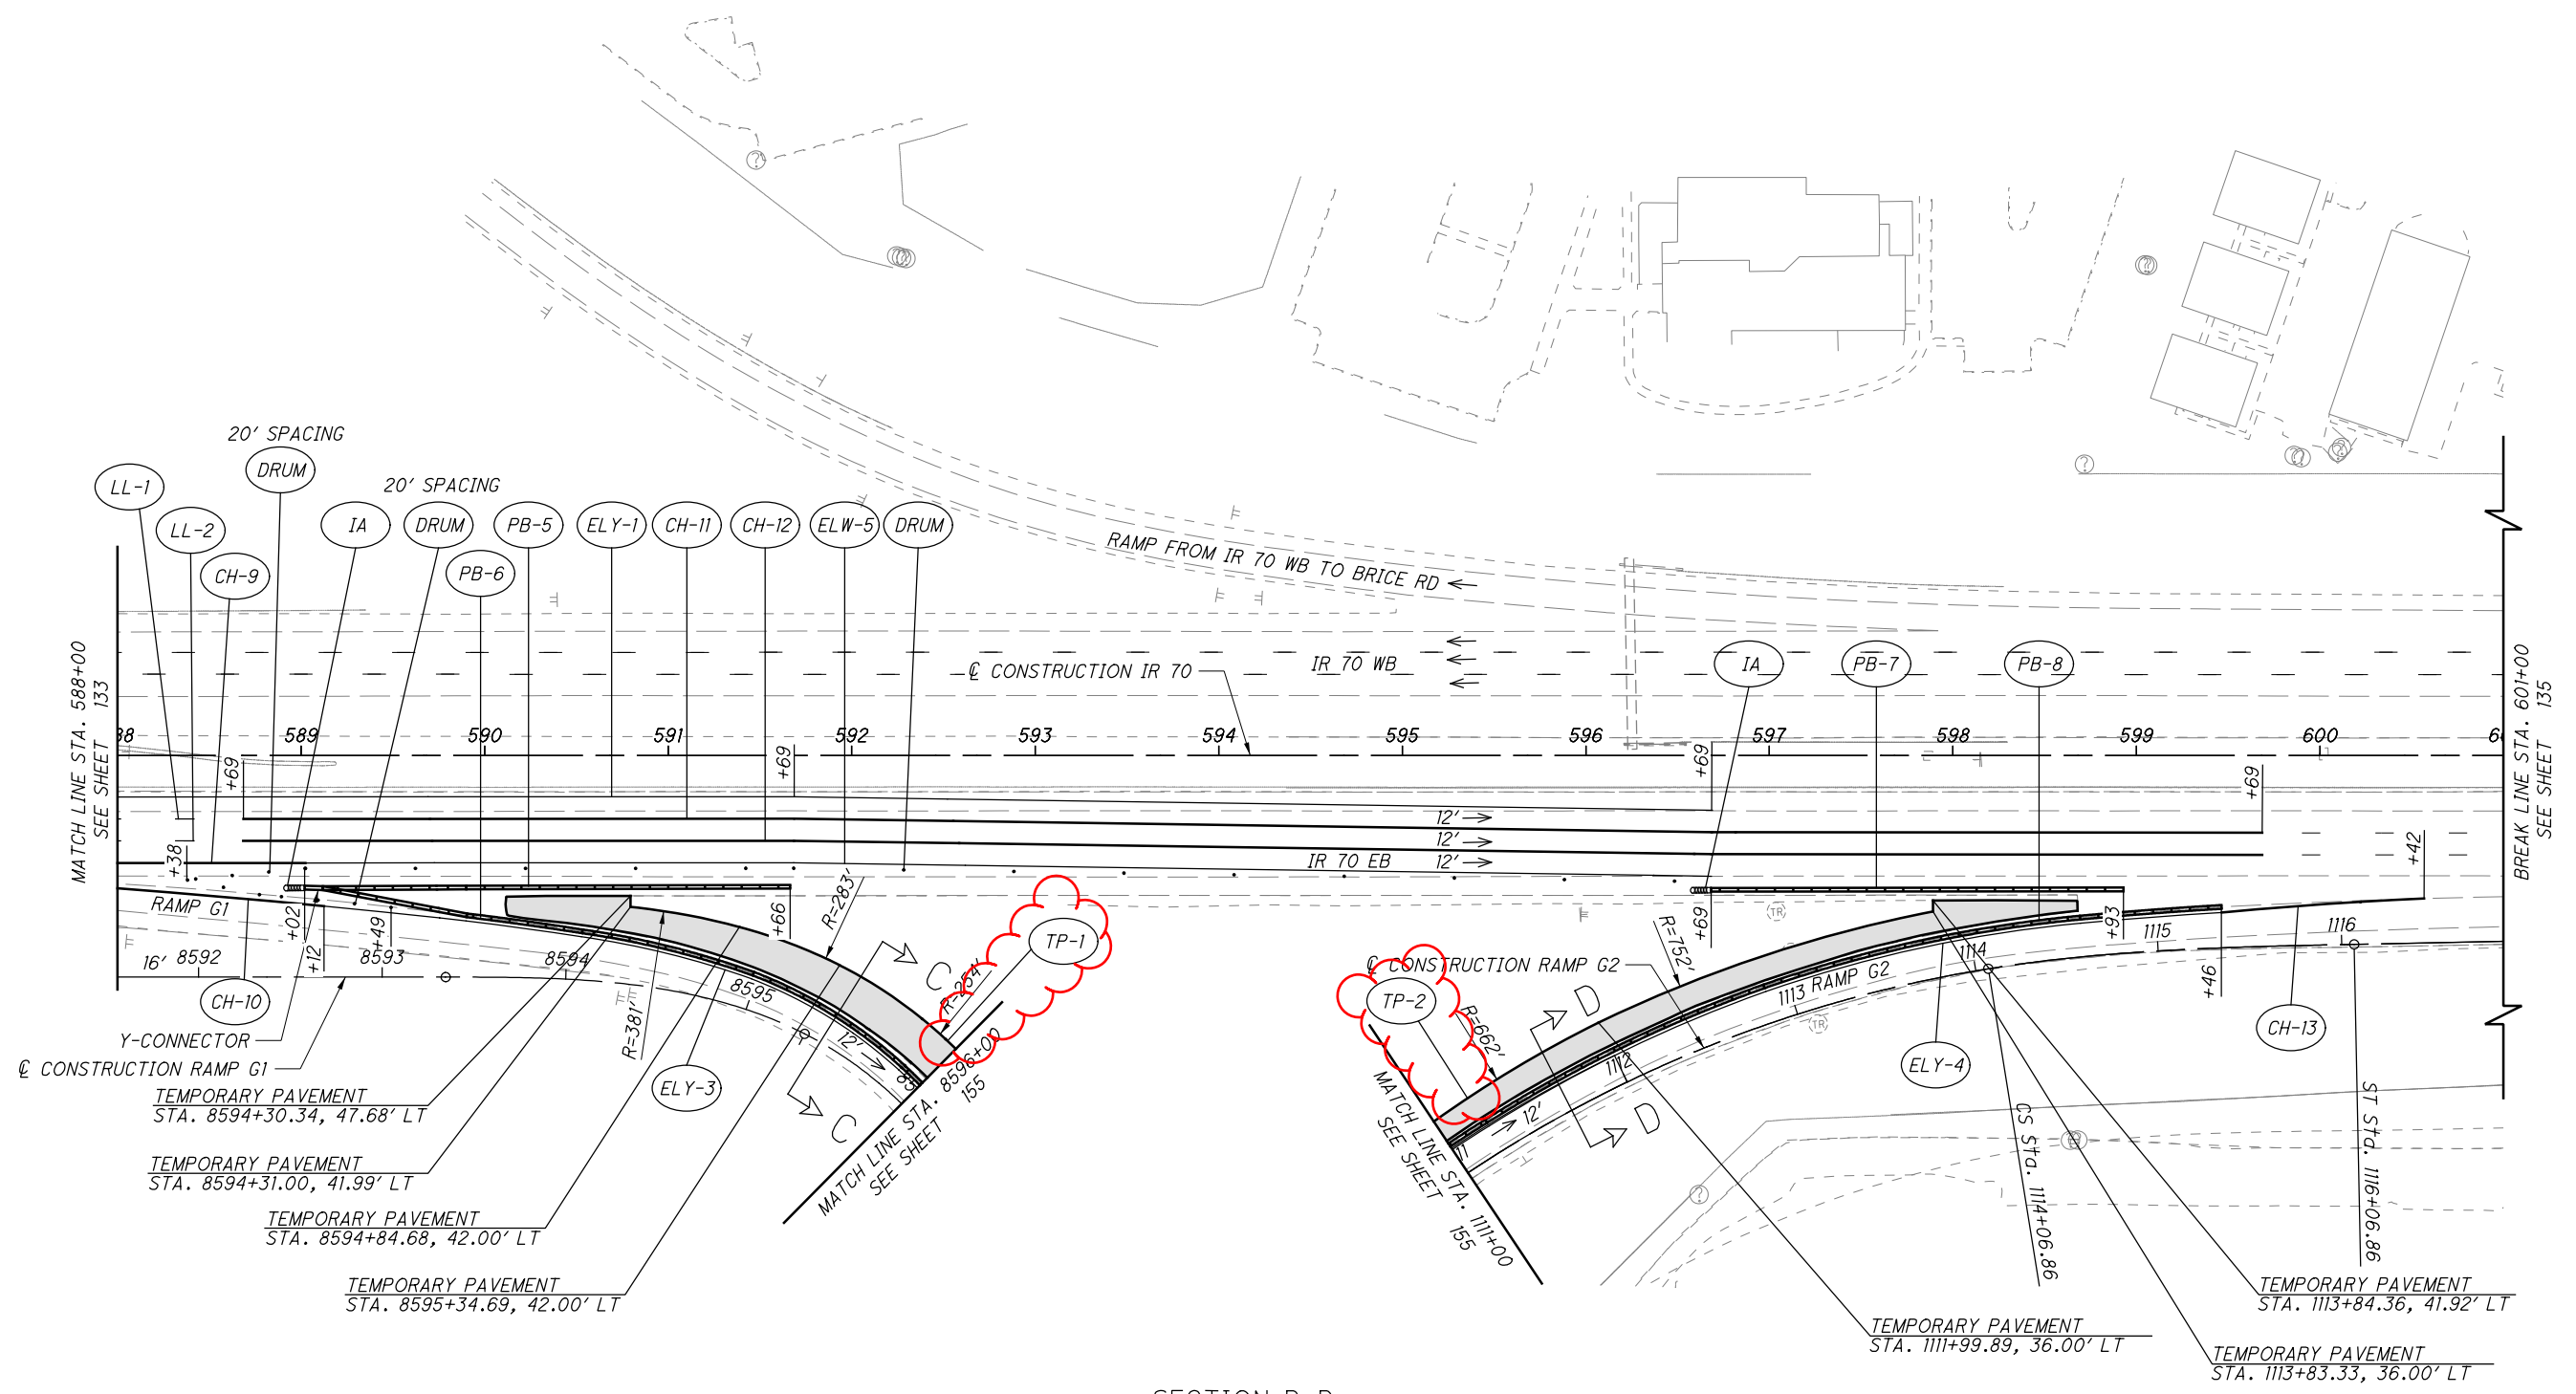 20' SPACING
DRUM
LL-1
20' SPACING
LL-2
IA
DRUM
PB-5
ELY-1
CH-11
CH-12
ELW-5
DRUM
CH-9
PB-6
RAMP FROM IR 70 WB TO BRICE RD
MATCH LINE STA. 588+00
SEE SHEET 133
℄ CONSTRUCTION IR 70
IR 70 WB
IA
PB-7
PB-8
BREAK LINE STA. 601+00
SEE SHEET 135
589
590
591
592
593
594
595
596
597
598
599
600
+69
+69
+69
+69
12'
12'
IR 70 EB
12'
+38
+42
RAMP G1
+02
+12
+49
+66
R=283'
TP-1
+69
R=752'
+93
+46
16'
8592
8593
8594
8595
R=381'
R=254'
12'
℄ CONSTRUCTION RAMP G2
TP-2
R=662'
1112
1113
RAMP G2
1114
1115
1116
TR
TR
CH-10
C
C
D
D
12'
CH-13
Y-CONNECTOR
℄ CONSTRUCTION RAMP G1
ELY-3
ELY-4
MATCH LINE STA. 8596+00
SEE SHEET 155
MATCH LINE STA. 1111+00
SEE SHEET 155
CS Sta. 1114+06.86
ST Sta. 1116+06.86
TEMPORARY PAVEMENT
STA. 8594+30.34, 47.68' LT
TEMPORARY PAVEMENT
STA. 8594+31.00, 41.99' LT
TEMPORARY PAVEMENT
STA. 8594+84.68, 42.00' LT
TEMPORARY PAVEMENT
STA. 8595+34.69, 42.00' LT
TEMPORARY PAVEMENT
STA. 1113+84.36, 41.92' LT
TEMPORARY PAVEMENT
STA. 1111+99.89, 36.00' LT
TEMPORARY PAVEMENT
STA. 1113+83.33, 36.00' LT